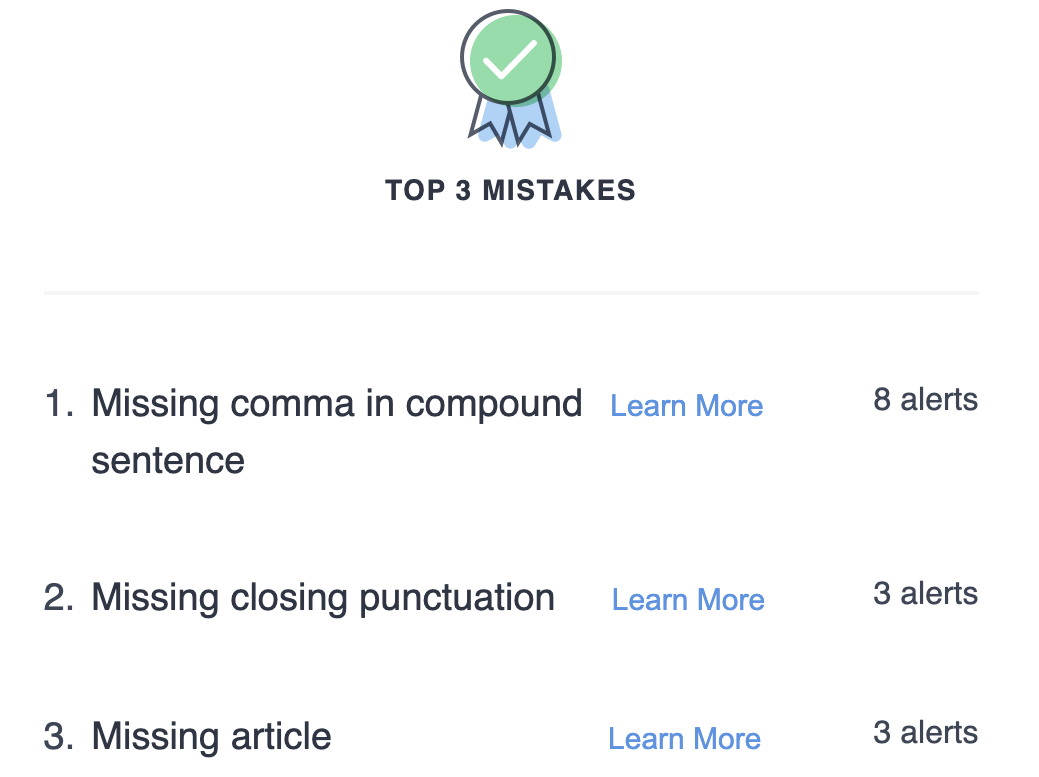 TOP 3 MISTAKES
1. Missing comma in compound Learn More 8 alerts
sentence
2. Missing closing punctuation Learn More 3 alerts
3. Missing article Learn More 3 alerts